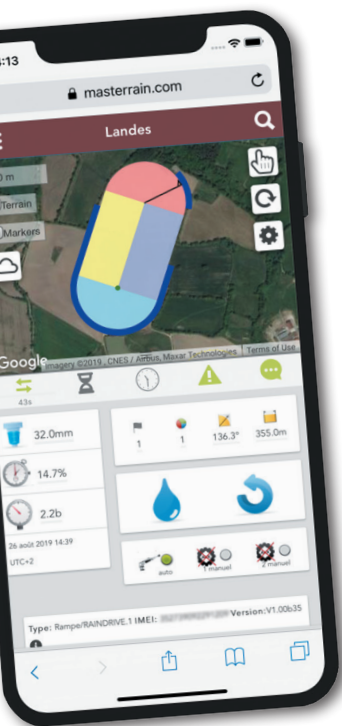 :13
masterrain.com
Landes
0 m
Terrain
Markers
Google
Imagery ©2019 , CNES / Airbus, Maxar Technologies
Terms of Use
43s
32.0mm
14.7%
2.2b
26 août 2019 14:39
UTC+2
1
1
136.3°
355.0m
auto
1 manuel
2 manuel
Type: Rampe/RAINDRIVE.1 IMEI:
Version:V1.00b35